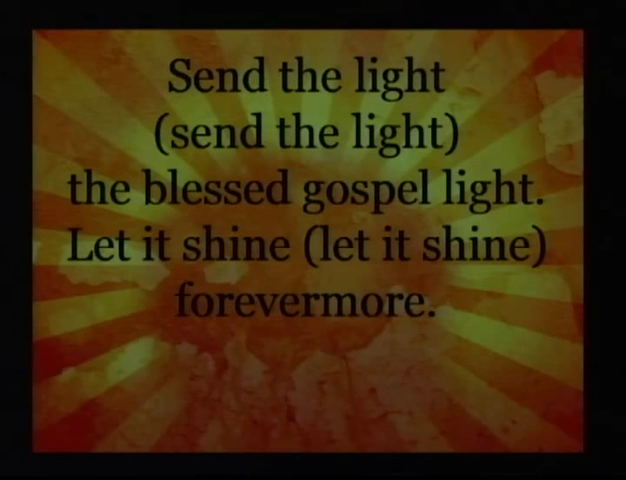 Send the light
(send the light)
the blessed gospel light.
Let it shine (let it shine)
forevermore.